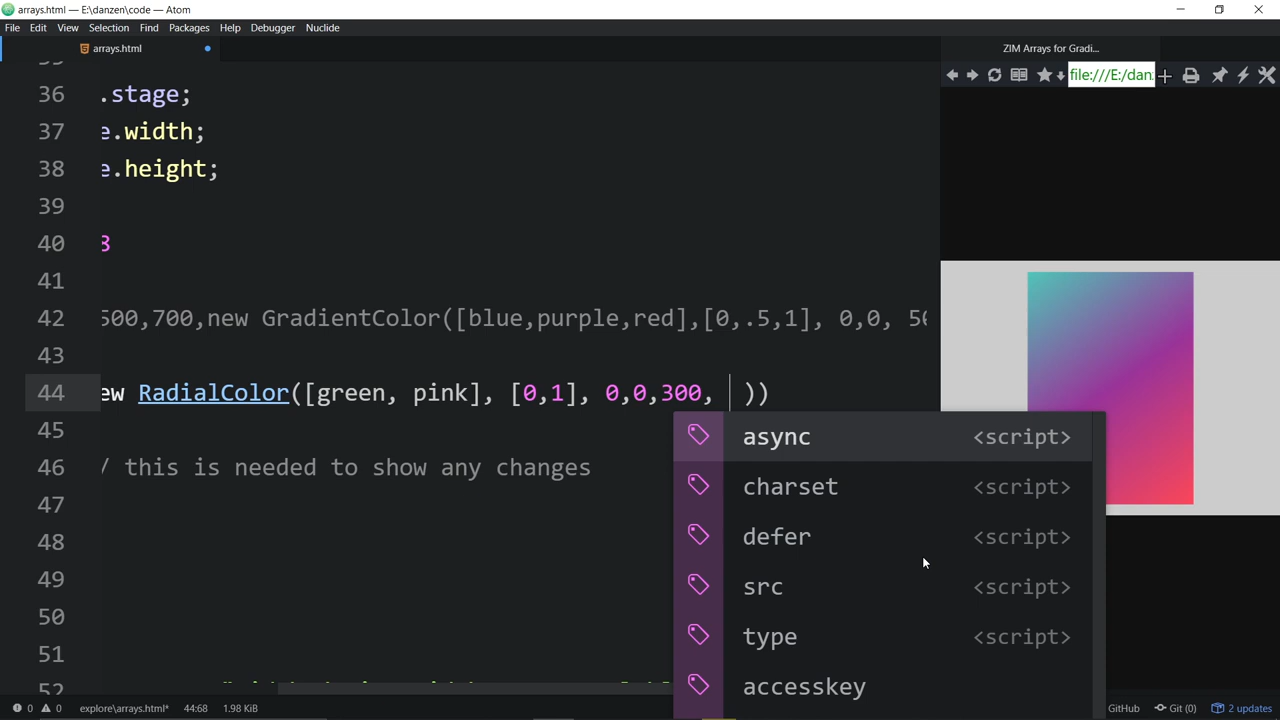 arrays.html — E:\danzen\code — Atom
File Edit View Selection Find Packages Help Debugger Nuclide
arrays.html
ZIM Arrays for Gradi...
file:///E:/dan
36 .stage;
37 e.width;
38 e.height;
39
40 8
41
42 500,700,new GradientColor([blue,purple,red],[0,.5,1], 0,0, 50
43
44 ew RadialColor([green, pink], [0,1], 0,0,300, ))
45
46 / this is needed to show any changes
47
48
49
50
51
52
async <script>
charset <script>
defer <script>
src <script>
type <script>
accesskey
0 0 explore\arrays.html* 44:68 1.98 KiB GitHub Git (0) 2 updates